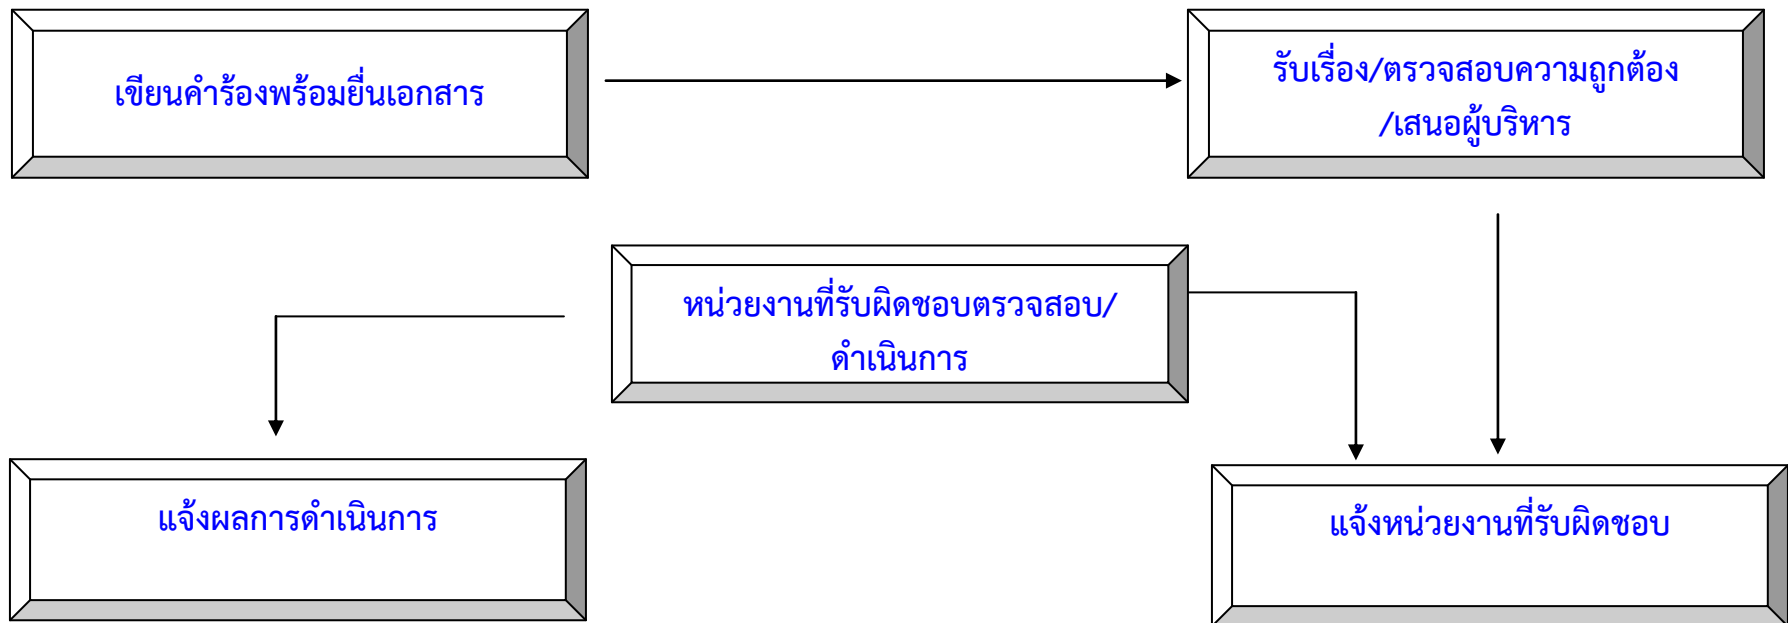 เขียนคำร้องพร้อมยื่นเอกสาร
รับเรื่อง/ตรวจสอบความถูกต้อง
/เสนอผู้บริหาร
หน่วยงานที่รับผิดชอบตรวจสอบ/
ดำเนินการ
แจ้งผลการดำเนินการ
แจ้งหน่วยงานที่รับผิดชอบ